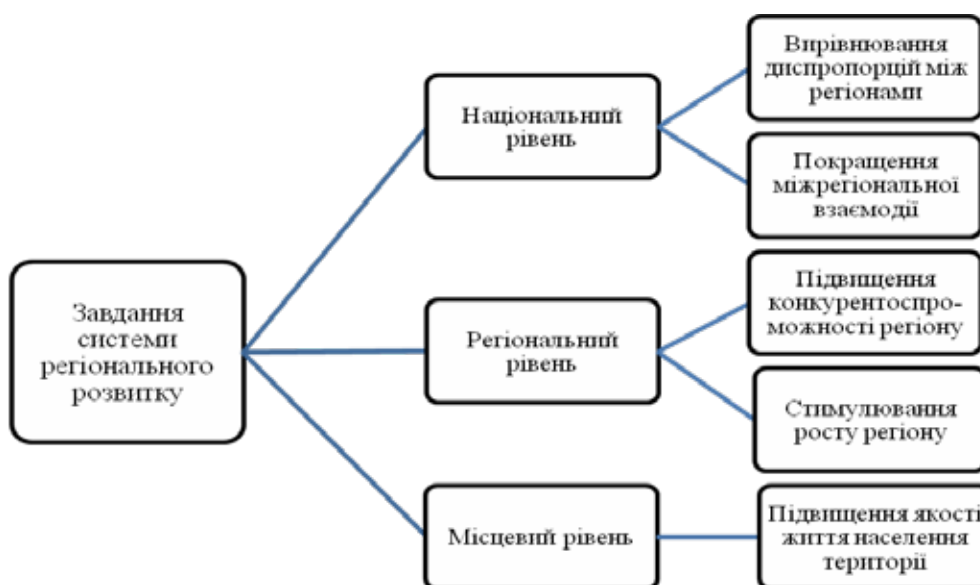 Завдання
системи
регіонального
розвитку
Національний
рівень
Вирівнювання
диспропорцій між
регіонами
Покращення
міжрегіональної
взаємодії
Регіональний
рівень
Підвищення
конкурентоспро-
можності регіону
Стимулювання
росту регіону
Місцевий рівень
Підвищення якості
життя населення
території